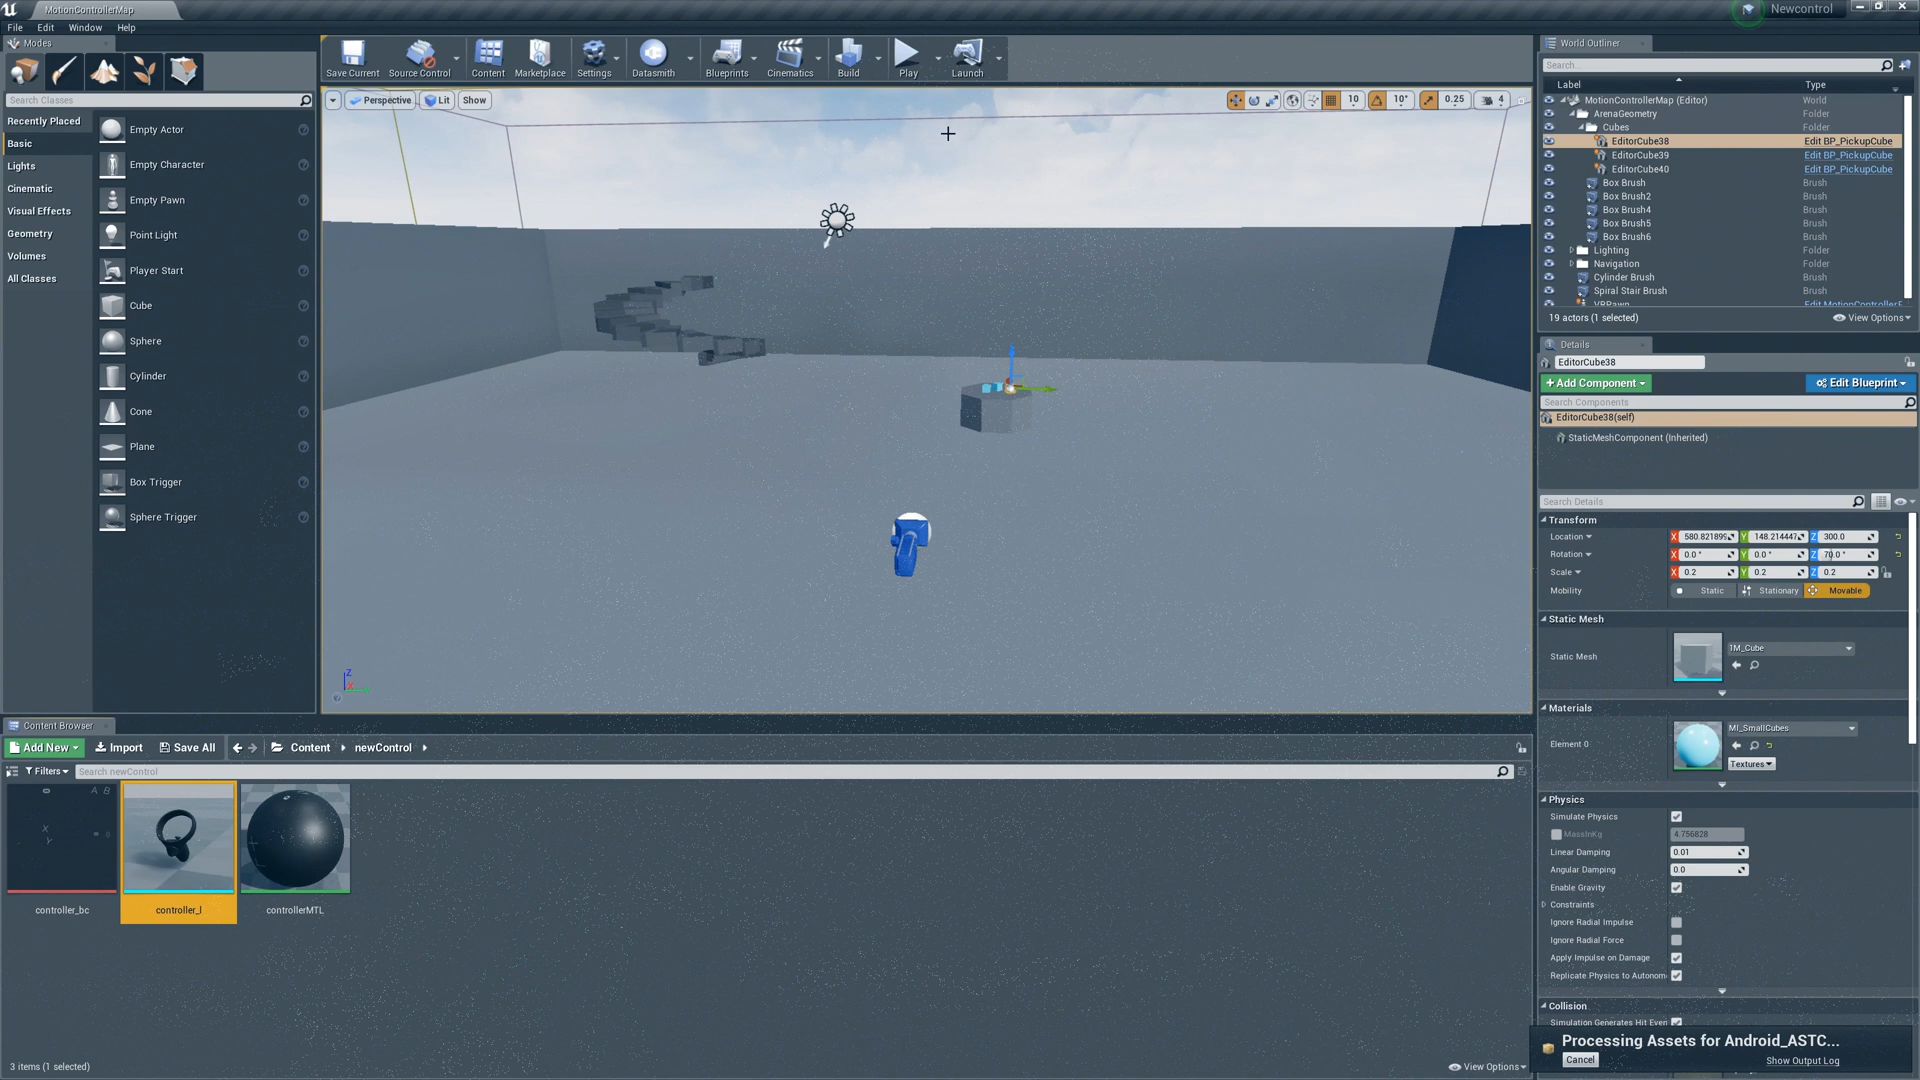 MotionControllerMap
Newcontrol
File Edit Window Help
Modes
Search Classes
Recently Placed
Basic
Lights
Cinematic
Visual Effects
Geometry
Volumes
All Classes
Empty Actor
Empty Character
Empty Pawn
Point Light
Player Start
Cube
Sphere
Cylinder
Cone
Plane
Box Trigger
Sphere Trigger
Save Current Source Control Content Marketplace Settings Datasmith Blueprints Cinematics Build Play Launch
Perspective Lit Show
10 10° 0.25 4
Z
X
World Outliner
Search...
Label Type
MotionControllerMap (Editor) World
ArenaGeometry Folder
Cubes Folder
EditorCube38 Edit BP_PickupCube
EditorCube39 Edit BP_PickupCube
EditorCube40 Edit BP_PickupCube
Box Brush Brush
Box Brush2 Brush
Box Brush4 Brush
Box Brush5 Brush
Box Brush6 Brush
Lighting Folder
Navigation Folder
Cylinder Brush Brush
Spiral Stair Brush Brush
VRPawn
19 actors (1 selected) View Options
Details
EditorCube38
+ Add Component Edit Blueprint
Search Components
EditorCube38(self)
StaticMeshComponent (Inherited)
Search Details
Transform
Location X 580.821899 Y 148.214447 Z 300.0
Rotation X 0.0 ° Y 0.0 ° Z 70.0 °
Scale X 0.2 Y 0.2 Z 0.2
Mobility Static Stationary Movable
Static Mesh
Static Mesh 1M_Cube
Materials
Element 0 MI_SmallCubes
Textures
Physics
Simulate Physics
MassInKg 4.756828
Linear Damping 0.01
Angular Damping 0.0
Enable Gravity
Constraints
Ignore Radial Impulse
Ignore Radial Force
Apply Impulse on Damage
Replicate Physics to Autonom
Collision
Simulation Generates Hit Even
Processing Assets for Android_ASTC...
Cancel Show Output Log
Content Browser
Add New Import Save All Content newControl
Filters Search newControl
controller_bc
controller_l
controllerMTL
3 items (1 selected) View Options